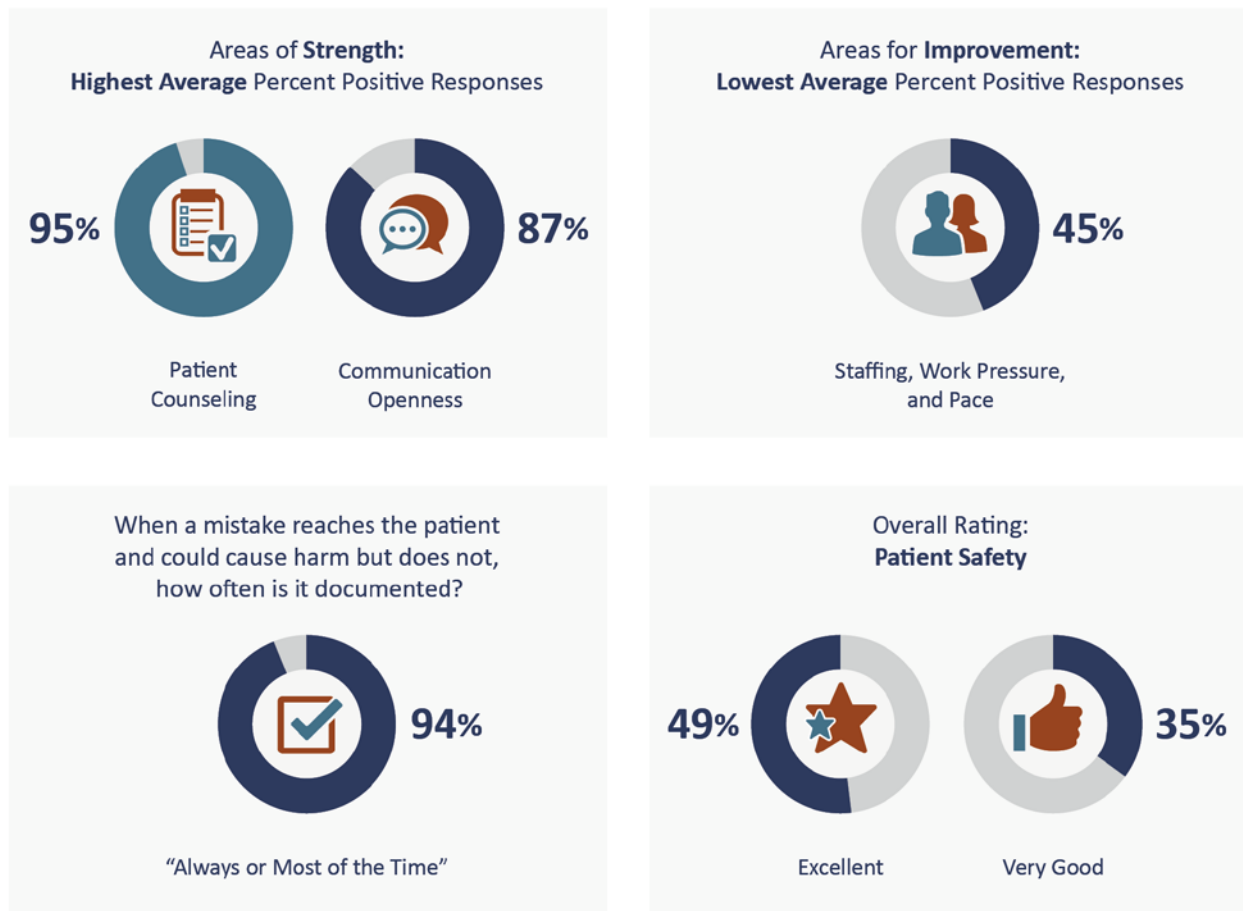 Areas of Strength:
Highest Average Percent Positive Responses
95%
87%
Patient
Counseling
Communication
Openness
Areas for Improvement:
Lowest Average Percent Positive Responses
45%
Staffing, Work Pressure,
and Pace
When a mistake reaches the patient
and could cause harm but does not,
how often is it documented?
94%
“Always or Most of the Time”
Overall Rating:
Patient Safety
49%
35%
Excellent
Very Good